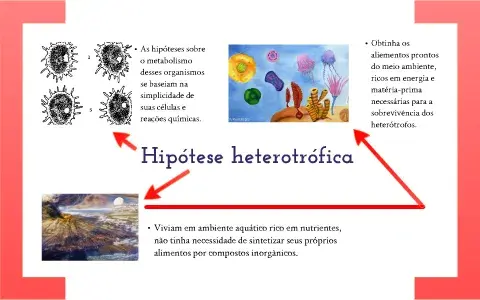 • As hipóteses sobre
o metabolismo
desses organismos
se baseiam na
simplicidade de
suas células e
reações químicas.
• Obtinha os
aliementos prontos
do meio ambiente,
ricos em energia e
matéria-prima
necessárias para a
sobrevivência dos
heterótrofos.
Hipótese heterotrófica
• Viviam em ambiente aquático rico em nutrientes,
não tinha necessidade de sintetizar seus próprios
alimentos por compostos inorgânicos.